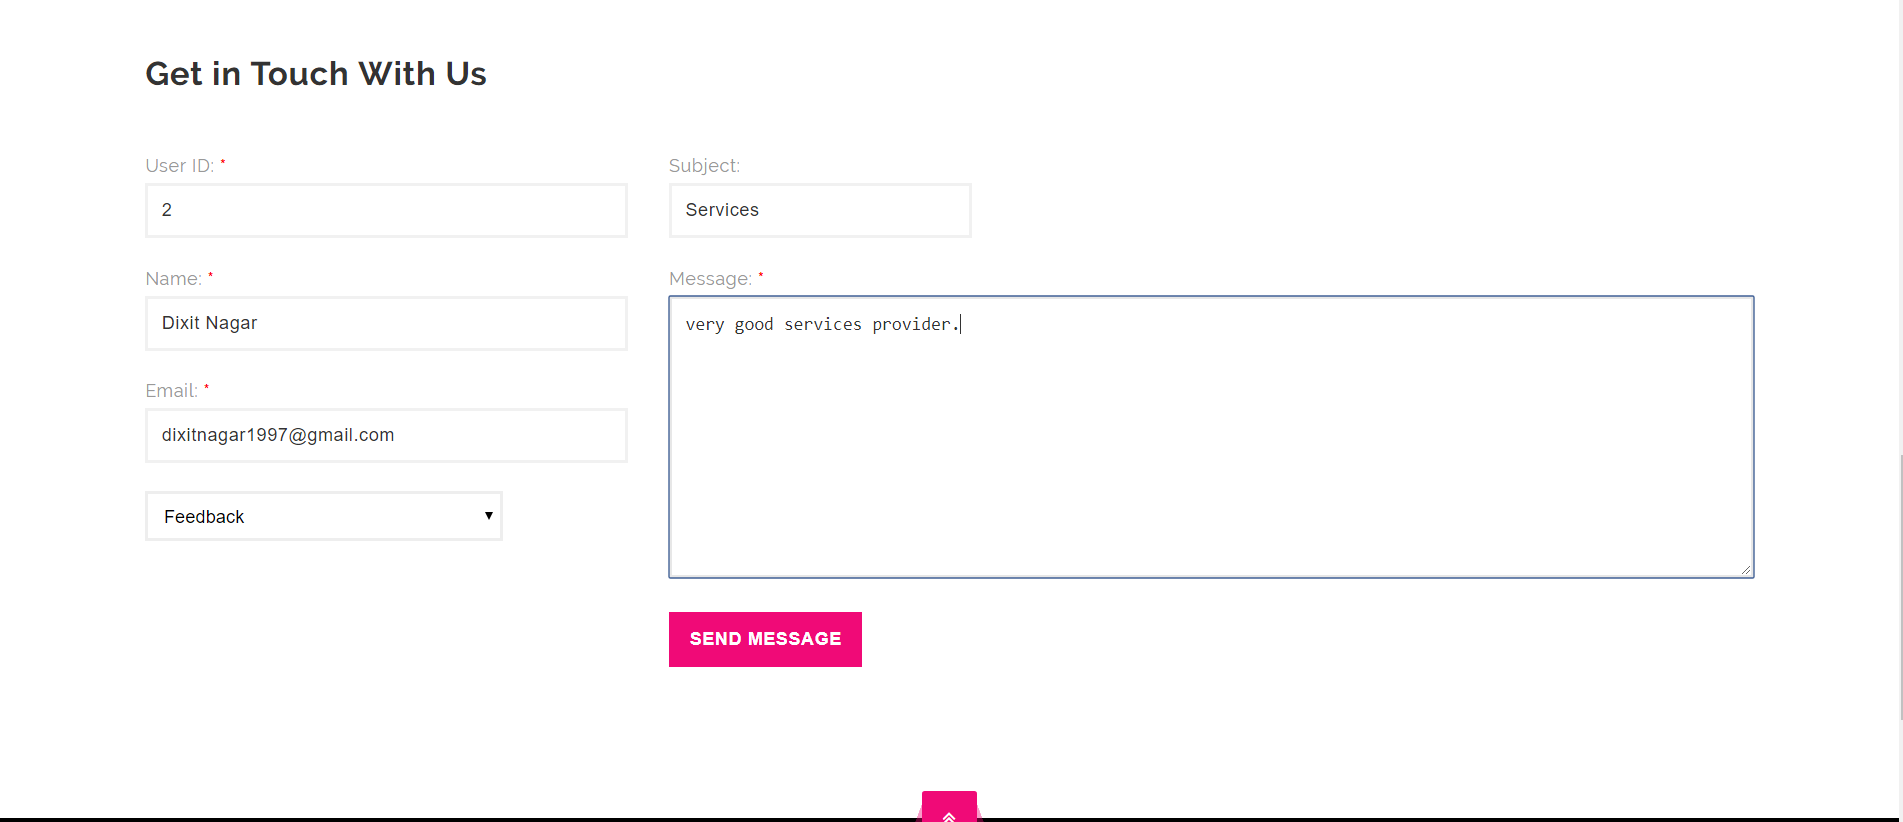 Get in Touch With Us
User ID: *
2
Name: *
Dixit Nagar
Email: *
dixitnagar1997@gmail.com
Feedback
Subject:
Services
Message: *
very good services provider.
SEND MESSAGE